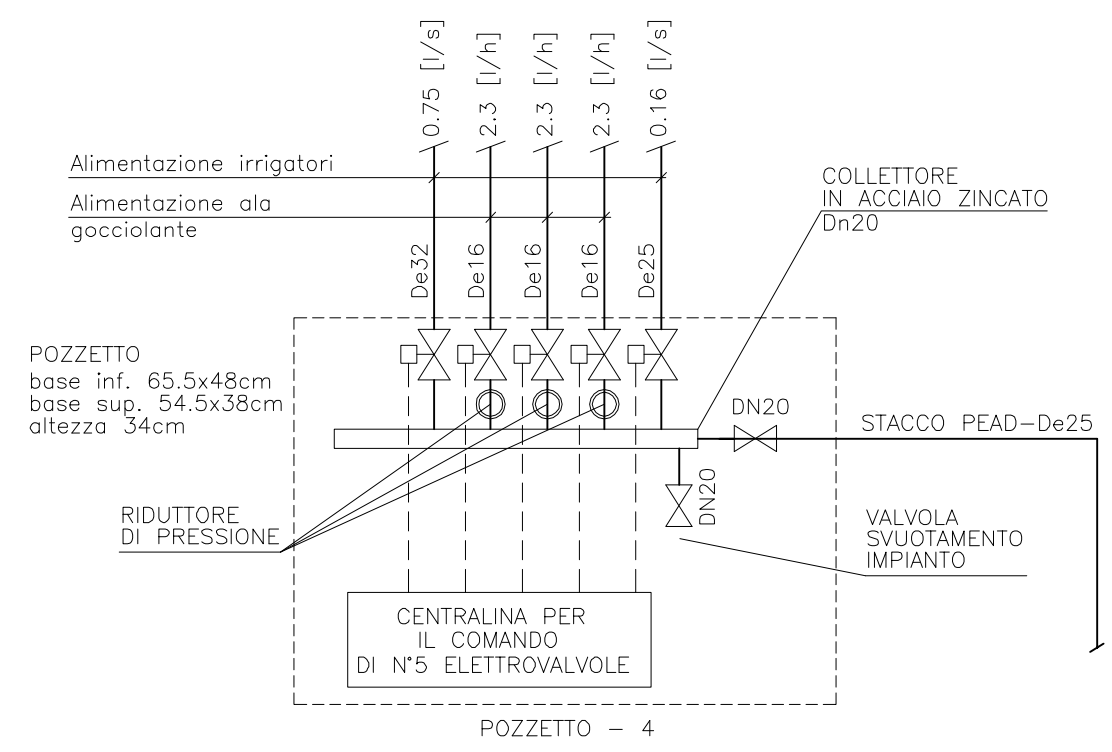 0.75 [l/s]
2.3 [l/h]
2.3 [l/h]
2.3 [l/h]
0.16 [l/s]
Alimentazione irrigatori
Alimentazione ala
gocciolante
COLLETTORE
IN ACCIAIO ZINCATO
Dn20
De32
De16
De16
De16
De25
POZZETTO
base inf. 65.5x48cm
base sup. 54.5x38cm
altezza 34cm
DN20
STACCO PEAD-De25
DN20
RIDUTTORE
DI PRESSIONE
VALVOLA
SVUOTAMENTO
IMPIANTO
CENTRALINA PER
IL COMANDO
DI N°5 ELETTROVALVOLE
POZZETTO - 4